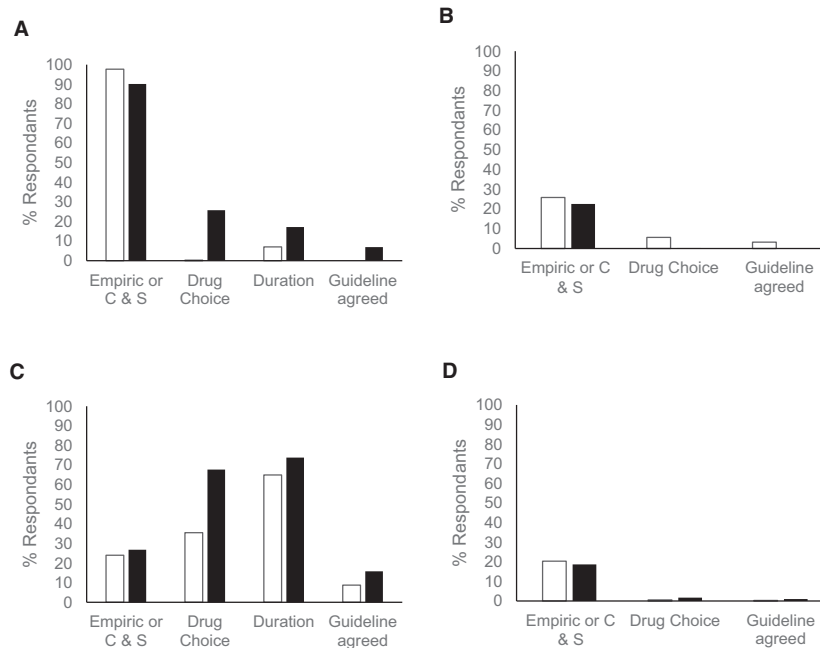 A
% Respondants
100
90
80
70
60
50
40
30
20
10
0
Empiric or
C & S
Drug
Choice
Duration
Guideline
agreed
B
% Respondants
100
90
80
70
60
50
40
30
20
10
0
Empiric or C
& S
Drug Choice
Guideline
agreed
C
% Respondants
100
90
80
70
60
50
40
30
20
10
0
Empiric or
C & S
Drug
Choice
Duration
Guideline
agreed
D
% Respondants
100
90
80
70
60
50
40
30
20
10
0
Empiric or C
& S
Drug Choice
Guideline
agreed